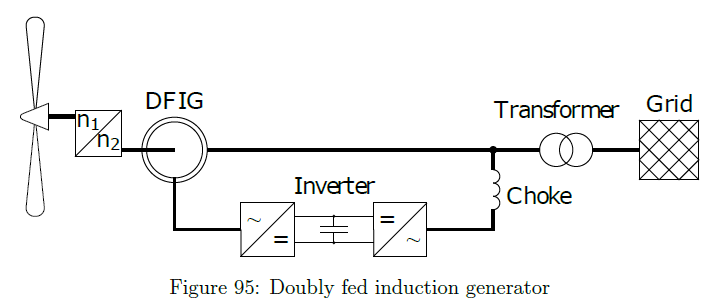 DFIG
n1
n2
Transformer
Grid
Inverter
Choke
~
=
=
~
Figure 95: Doubly fed induction generator